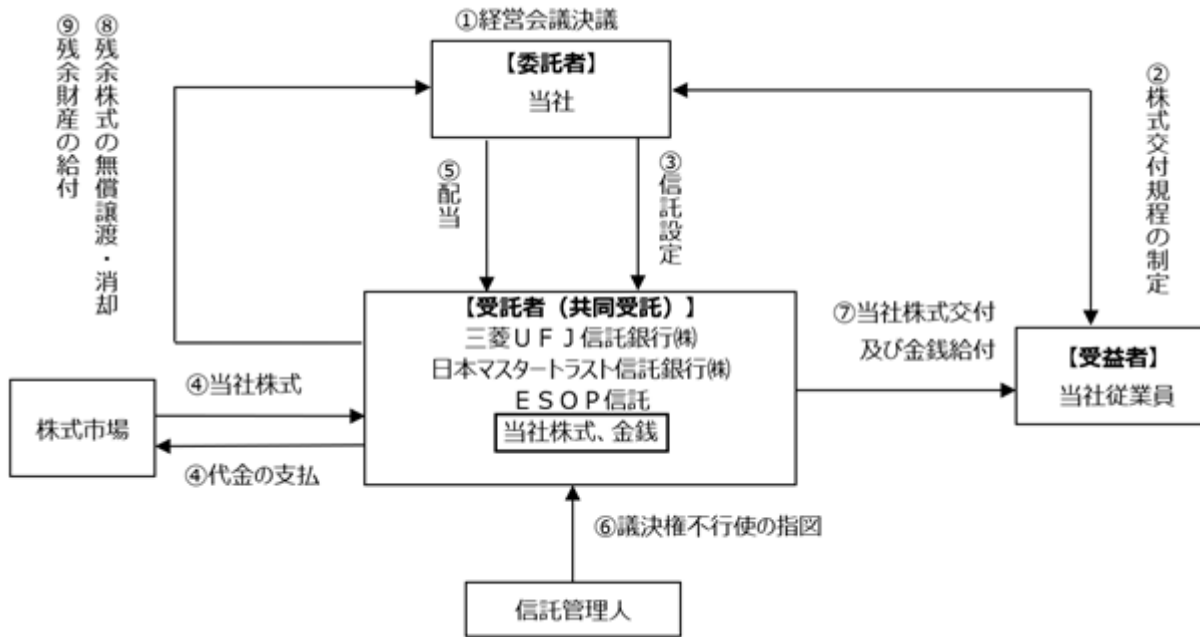 ①経営会議決議
【委託者】
当社
⑨残余財産の給付
⑧残余株式の無償譲渡・消却
②株式交付規程の制定
⑤配当
③信託設定
【受託者（共同受託）】
三菱ＵＦＪ信託銀行㈱
日本マスタートラスト信託銀行㈱
ＥＳＯＰ信託
当社株式、金銭
⑦当社株式交付
及び金銭給付
【受益者】
当社従業員
株式市場
④当社株式
④代金の支払
⑥議決権不行使の指図
信託管理人